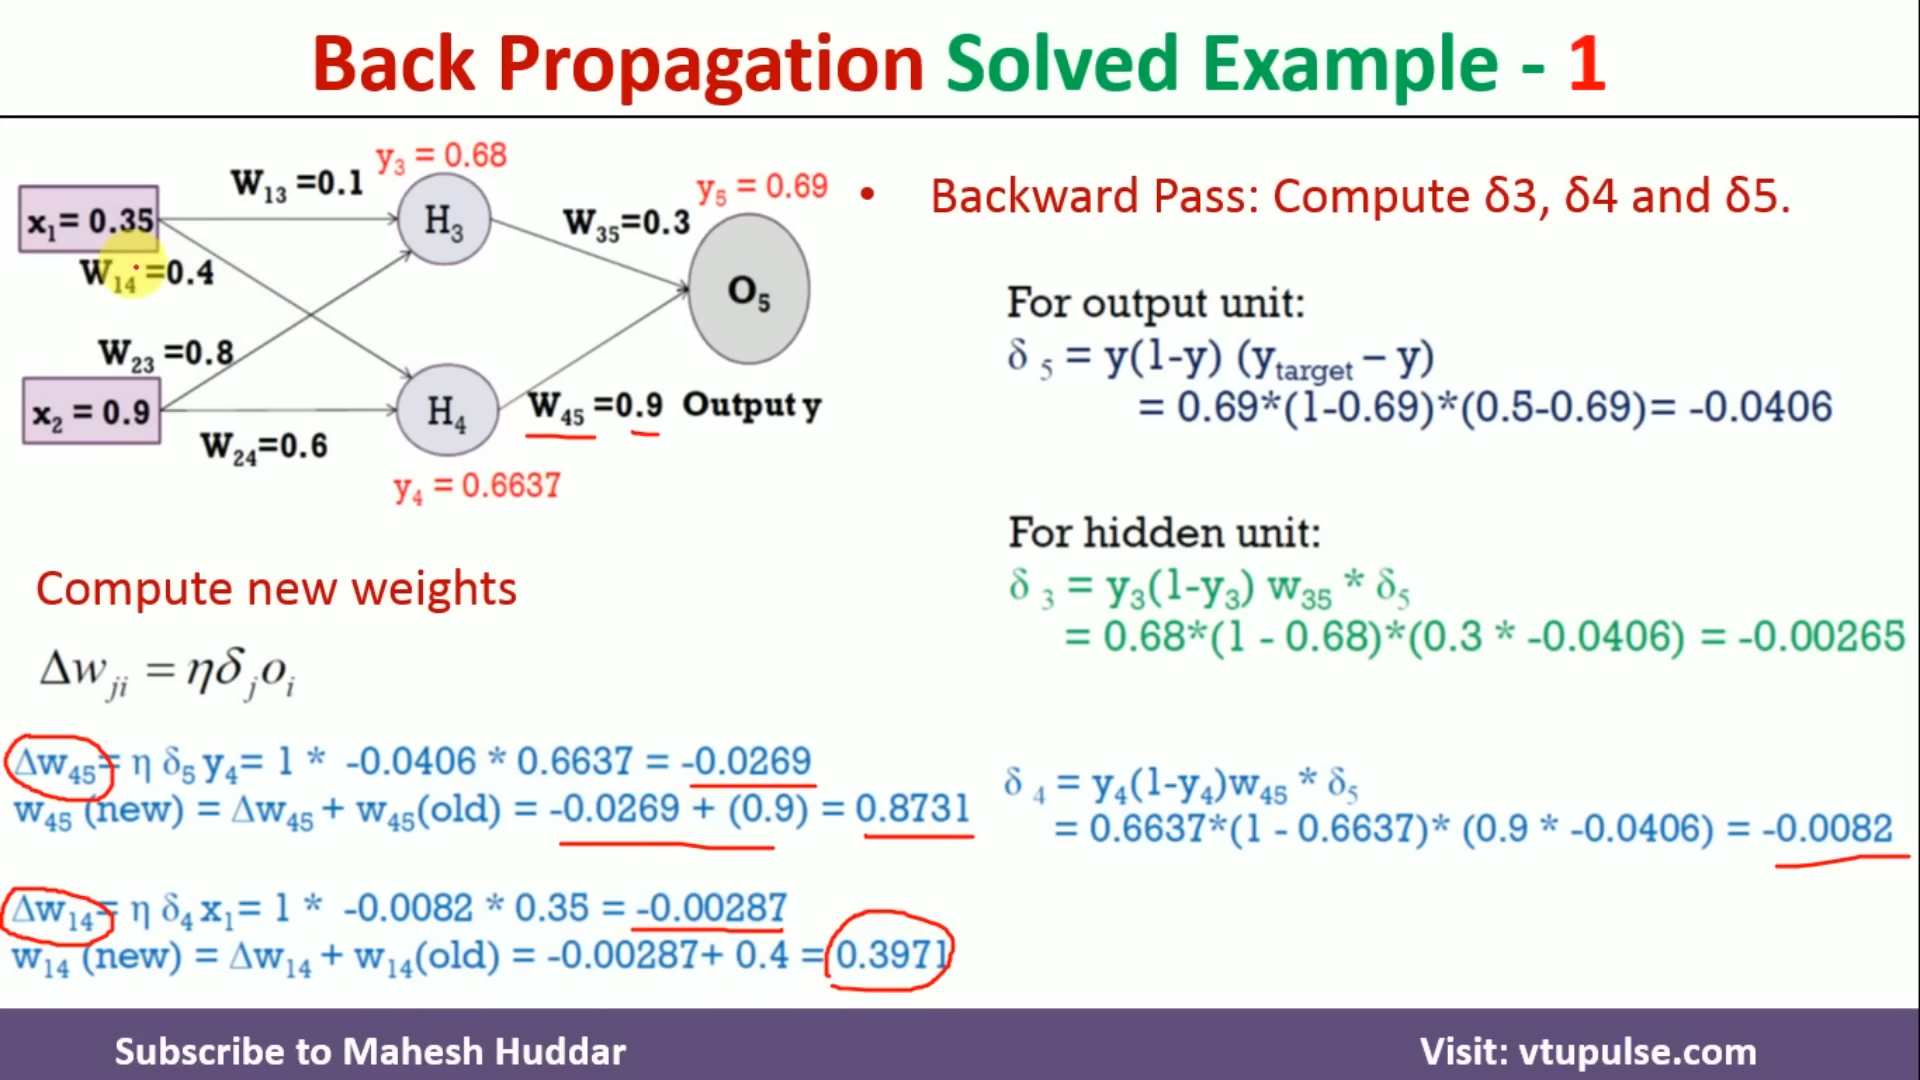 Back Propagation Solved Example - 1
W₁₃ =0.1
y₃ = 0.68
x₁= 0.35
H₃
W₃₅=0.3
y₅ = 0.69
W₁₄ =0.4
O₅
W₂₃ =0.8
x₂ = 0.9
H₄
W₄₅ =0.9
Output y
W₂₄=0.6
y₄ = 0.6637
Compute new weights
Δw_ji = ηδ_j o_i
Δw₄₅= η δ₅ y₄= 1 * -0.0406 * 0.6637 = -0.0269
w₄₅ (new) = Δw₄₅ + w₄₅(old) = -0.0269 + (0.9) = 0.8731
Δw₁₄= η δ₄ x₁= 1 * -0.0082 * 0.35 = -0.00287
w₁₄ (new) = Δw₁₄ + w₁₄(old) = -0.00287+ 0.4 = 0.3971
• Backward Pass: Compute δ3, δ4 and δ5.
For output unit:
δ ₅ = y(1-y) (y_target – y)
= 0.69*(1-0.69)*(0.5-0.69)= -0.0406
For hidden unit:
δ ₃ = y₃(1-y₃) w₃₅ * δ₅
= 0.68*(1 - 0.68)*(0.3 * -0.0406) = -0.00265
δ ₄ = y₄(1-y₄)w₄₅ * δ₅
= 0.6637*(1 - 0.6637)* (0.9 * -0.0406) = -0.0082
Subscribe to Mahesh Huddar
Visit: vtupulse.com